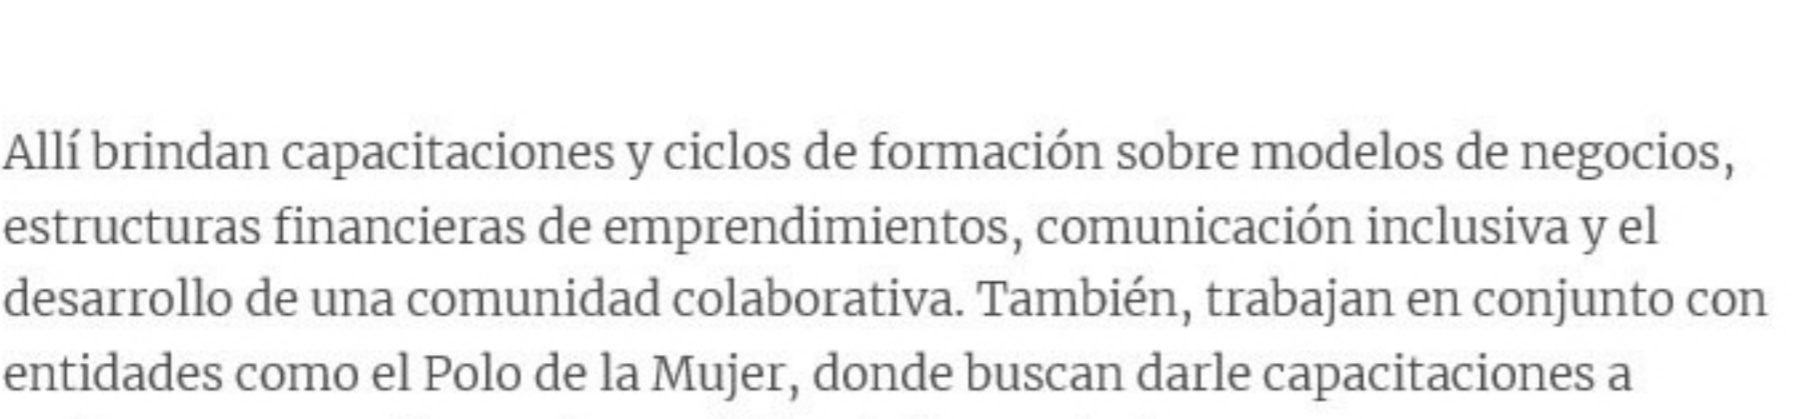 Allí brindan capacitaciones y ciclos de formación sobre modelos de negocios,
estructuras financieras de emprendimientos, comunicación inclusiva y el
desarrollo de una comunidad colaborativa. También, trabajan en conjunto con
entidades como el Polo de la Mujer, donde buscan darle capacitaciones a